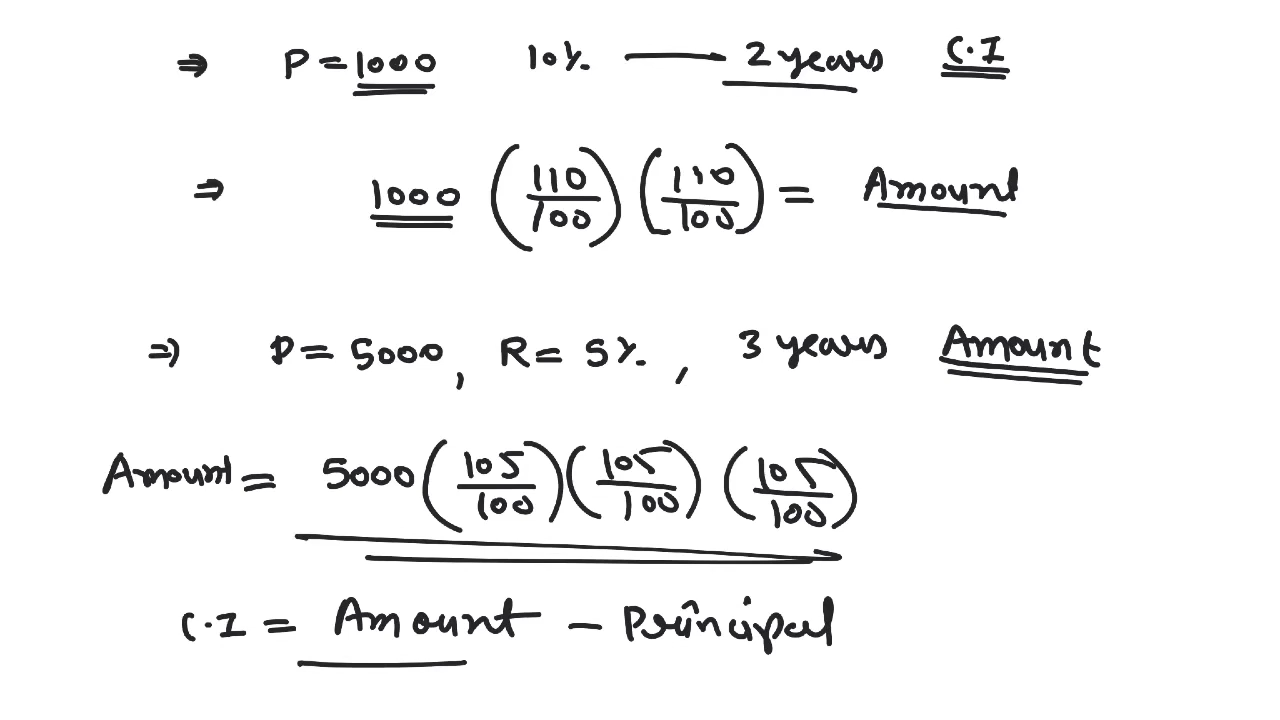 ⇒ P = 1000 10% — 2 years C.I
⇒ 1000 (110/100) (110/100) = Amount
⇒ P = 5000, R = 5%, 3 years Amount
Amount = 5000 (105/100) (105/100) (105/100)
C.I = Amount – Principal